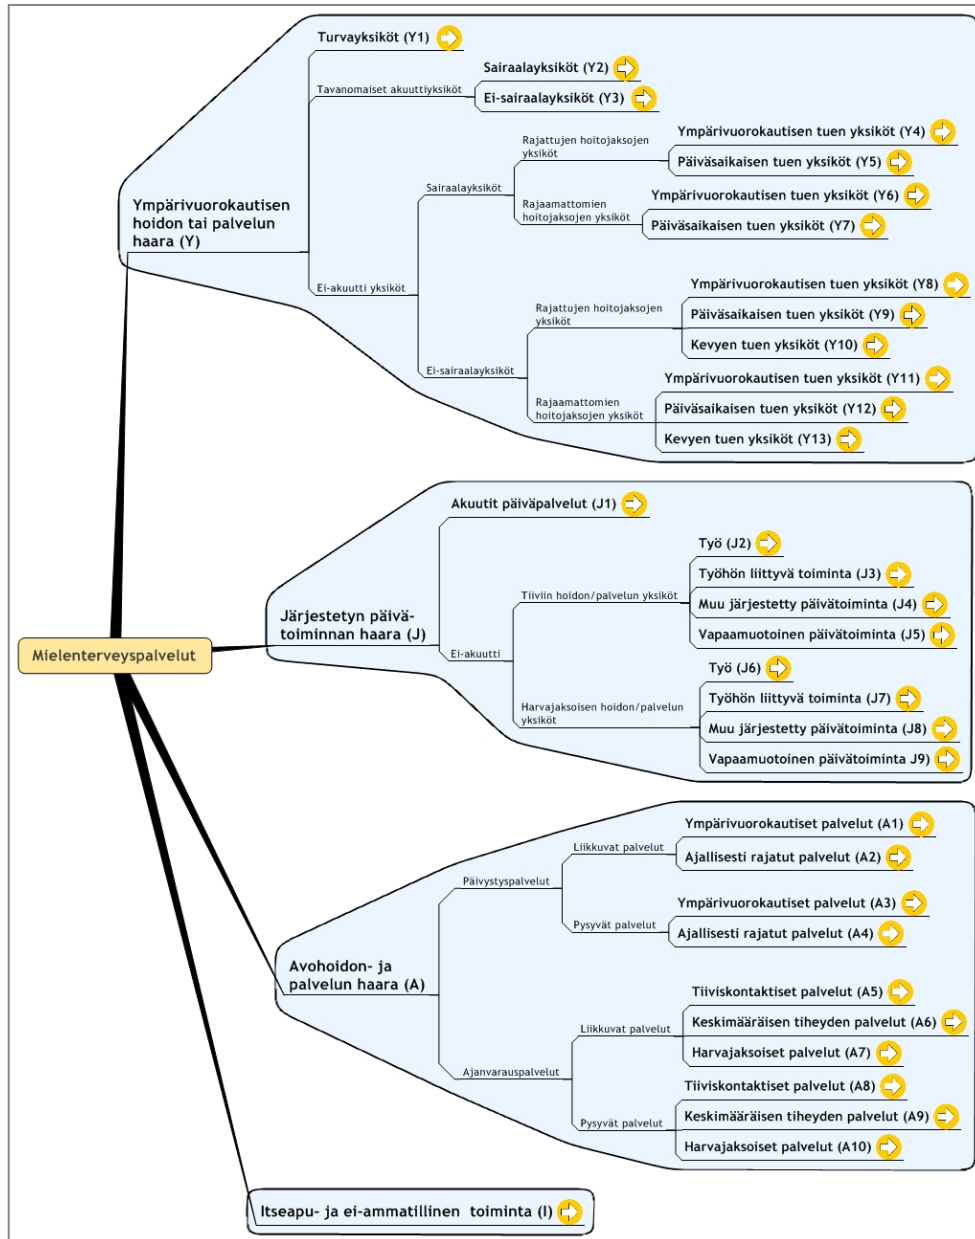 Turvayksiköt (Y1)
Tavanomaiset akuuttiyksiköt
Sairaalayksiköt (Y2)
Ei-sairaalayksiköt (Y3)
Ympärivuorokautisen
hoidon tai palvelun
haara (Y)
Ei-akuutti yksiköt
Sairaalayksiköt
Rajattujen hoitojaksojen
yksiköt
Ympärivuorokautisen tuen yksiköt (Y4)
Päiväsaikaisen tuen yksiköt (Y5)
Rajaamattomien
hoitojaksojen yksiköt
Ympärivuorokautisen tuen yksiköt (Y6)
Päiväsaikaisen tuen yksiköt (Y7)
Ei-sairaalayksiköt
Rajattujen hoitojaksojen
yksiköt
Ympärivuorokautisen tuen yksiköt (Y8)
Päiväsaikaisen tuen yksiköt (Y9)
Kevyen tuen yksiköt (Y10)
Rajaamattomien
hoitojaksojen yksiköt
Ympärivuorokautisen tuen yksiköt (Y11)
Päiväsaikaisen tuen yksiköt (Y12)
Kevyen tuen yksiköt (Y13)
Mielenterveyspalvelut
Järjestetyn päivä-
toiminnan haara (J)
Akuutit päiväpalvelut (J1)
Ei-akuutti
Tiiviin hoidon/palvelun yksiköt
Työ (J2)
Työhön liittyvä toiminta (J3)
Muu järjestetty päivätoiminta (J4)
Vapaamuotoinen päivätoiminta (J5)
Harvajaksoisen hoidon/palvelun
yksiköt
Työ (J6)
Työhön liittyvä toiminta (J7)
Muu järjestetty päivätoiminta (J8)
Vapaamuotoinen päivätoiminta J9)
Avohoidon- ja
palvelun haara (A)
Päivystyspalvelut
Liikkuvat palvelut
Ympärivuorokautiset palvelut (A1)
Ajallisesti rajatut palvelut (A2)
Pysyvät palvelut
Ympärivuorokautiset palvelut (A3)
Ajallisesti rajatut palvelut (A4)
Ajanvarauspalvelut
Liikkuvat palvelut
Tiiviskontaktiset palvelut (A5)
Keskimääräisen tiheyden palvelut (A6)
Harvajaksoiset palvelut (A7)
Pysyvät palvelut
Tiiviskontaktiset palvelut (A8)
Keskimääräisen tiheyden palvelut (A9)
Harvajaksoiset palvelut (A10)
Itseapu- ja ei-ammatillinen toiminta (I)